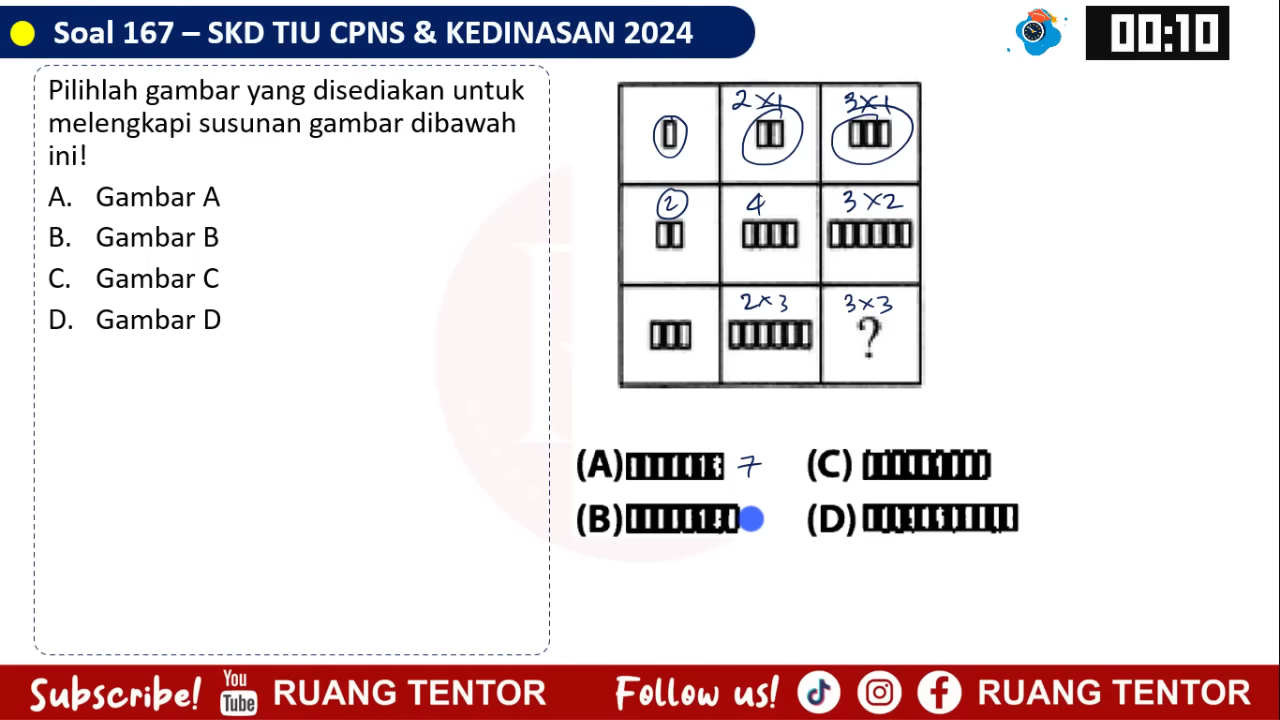 Soal 167 – SKD TIU CPNS & KEDINASAN 2024
00:10
Pilihlah gambar yang disediakan untuk
melengkapi susunan gambar dibawah
ini!
A. Gambar A
B. Gambar B
C. Gambar C
D. Gambar D
2×1 3×1
2 4 3×2
2×3 3×3
?
(A) 7 (C)
(B) (D)
Subscribe! You Tube RUANG TENTOR Follow us! RUANG TENTOR